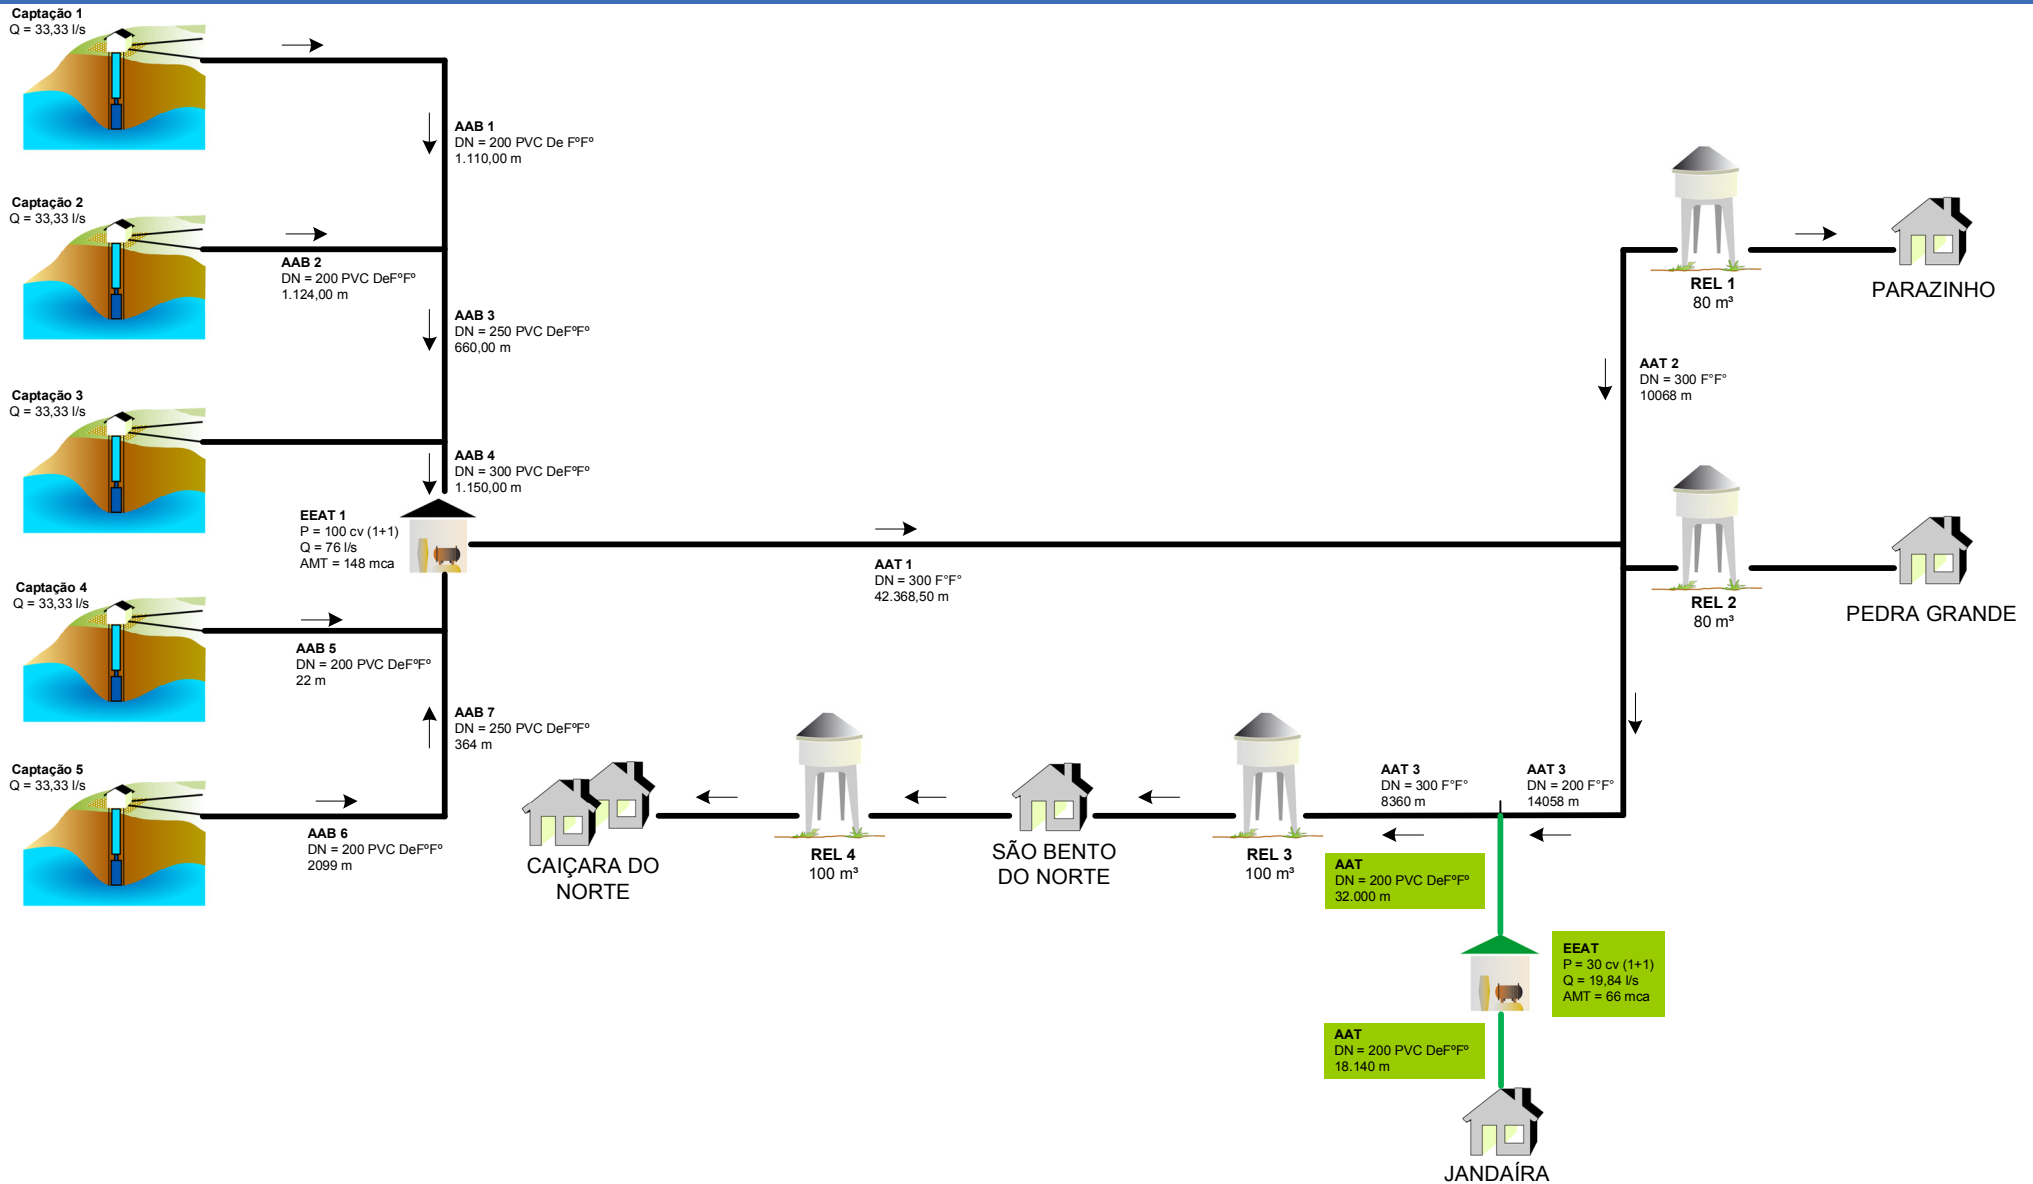 Captação 1
Q = 33,33 l/s
AAB 1
DN = 200 PVC De FºFº
1.110,00 m
Captação 2
Q = 33,33 l/s
AAB 2
DN = 200 PVC DeFºFº
1.124,00 m
AAB 3
DN = 250 PVC DeFºFº
660,00 m
Captação 3
Q = 33,33 l/s
AAB 4
DN = 300 PVC DeFºFº
1.150,00 m
EEAT 1
P = 100 cv (1+1)
Q = 76 l/s
AMT = 148 mca
Captação 4
Q = 33,33 l/s
AAB 5
DN = 200 PVC DeFºFº
22 m
AAB 7
DN = 250 PVC DeFºFº
364 m
Captação 5
Q = 33,33 l/s
AAB 6
DN = 200 PVC DeFºFº
2099 m
AAT 1
DN = 300 F°F°
42.368,50 m
REL 1
80 m³
PARAZINHO
AAT 2
DN = 300 F°F°
10068 m
REL 2
80 m³
PEDRA GRANDE
AAT 3
DN = 200 F°F°
14058 m
AAT 3
DN = 300 F°F°
8360 m
REL 3
100 m³
SÃO BENTO
DO NORTE
REL 4
100 m³
CAIÇARA DO
NORTE
AAT
DN = 200 PVC DeFºFº
32.000 m
EEAT
P = 30 cv (1+1)
Q = 19,84 l/s
AMT = 66 mca
AAT
DN = 200 PVC DeFºFº
18.140 m
JANDAÍRA